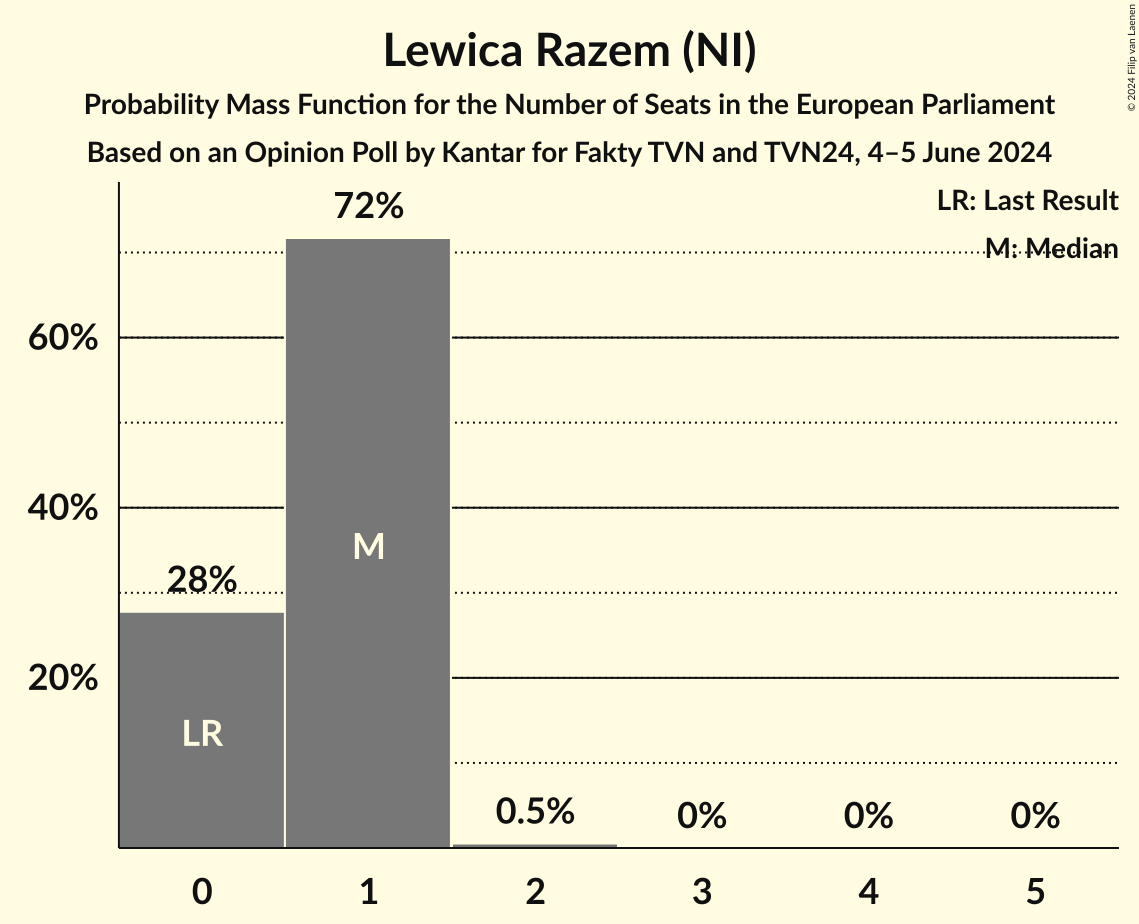 Lewica Razem (NI)
Probability Mass Function for the Number of Seats in the European Parliament
Based on an Opinion Poll by Kantar for Fakty TVN and TVN24, 4–5 June 2024
© 2024 Filip van Laenen
LR: Last Result
M: Median
72%
60%
40%
M
28%
20%
LR
0.5%
0%
0%
0%
0 1 2 3 4 5